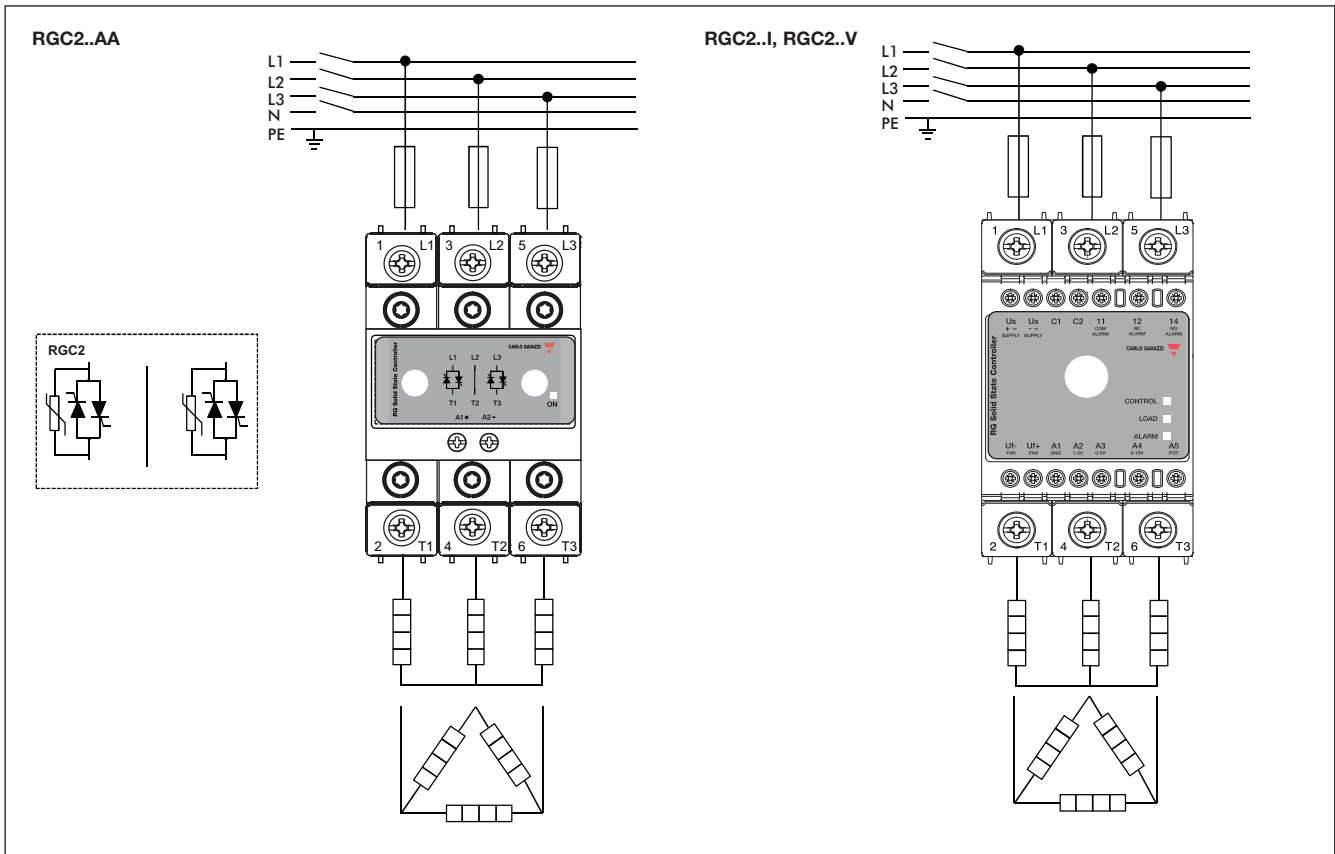 RGC2..AA
L1
L2
L3
N
PE
1 L1 3 L2 5 L3
RG Solid State Controller
CARLO GAVAZZI
L1 L2 L3
T1 T2 T3
ON
A1+ A2-
2 T1 4 T2 6 T3
RGC2
RGC2..I, RGC2..V
L1
L2
L3
N
PE
1 L1 3 L2 5 L3
Us Us C1 C2 11 12 14
+ ~ - ~ COM NC NO
SUPPLY SUPPLY ALARM ALARM ALARM
CARLO GAVAZZI
RG Solid State Controller
CONTROL
LOAD
ALARM
Uf- Uf+ A1 A2 A3 A4 A5
FAN FAN GND 1-5V 0-5V 0-10V POT
2 T1 4 T2 6 T3